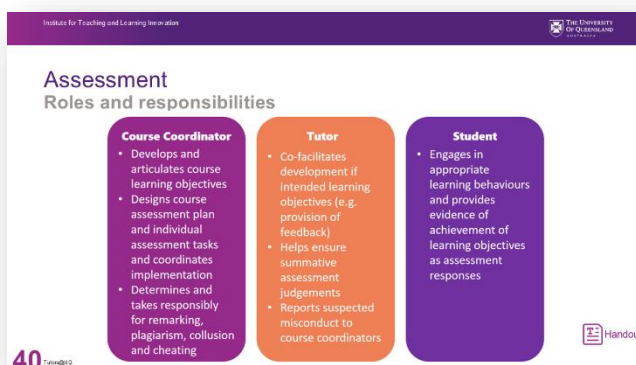 Institute for Teaching and Learning Innovation
THE UNIVERSITY
OF QUEENSLAND
AUSTRALIA
Assessment
Roles and responsibilities
Course Coordinator
• Develops and
articulates course
learning objectives
• Designs course
assessment plan
and individual
assessment tasks
and coordinates
implementation
• Determines and
takes responsibly
for remarking,
plagiarism, collusion
and cheating
Tutor
• Co-facilitates
development if
intended learning
objectives (e.g.
provision of
feedback)
• Helps ensure
summative
assessment
judgements
• Reports suspected
misconduct to
course coordinators
Student
• Engages in
appropriate
learning behaviours
and provides
evidence of
achievement of
learning objectives
as assessment
responses
Handou
40
Tutors@UQ